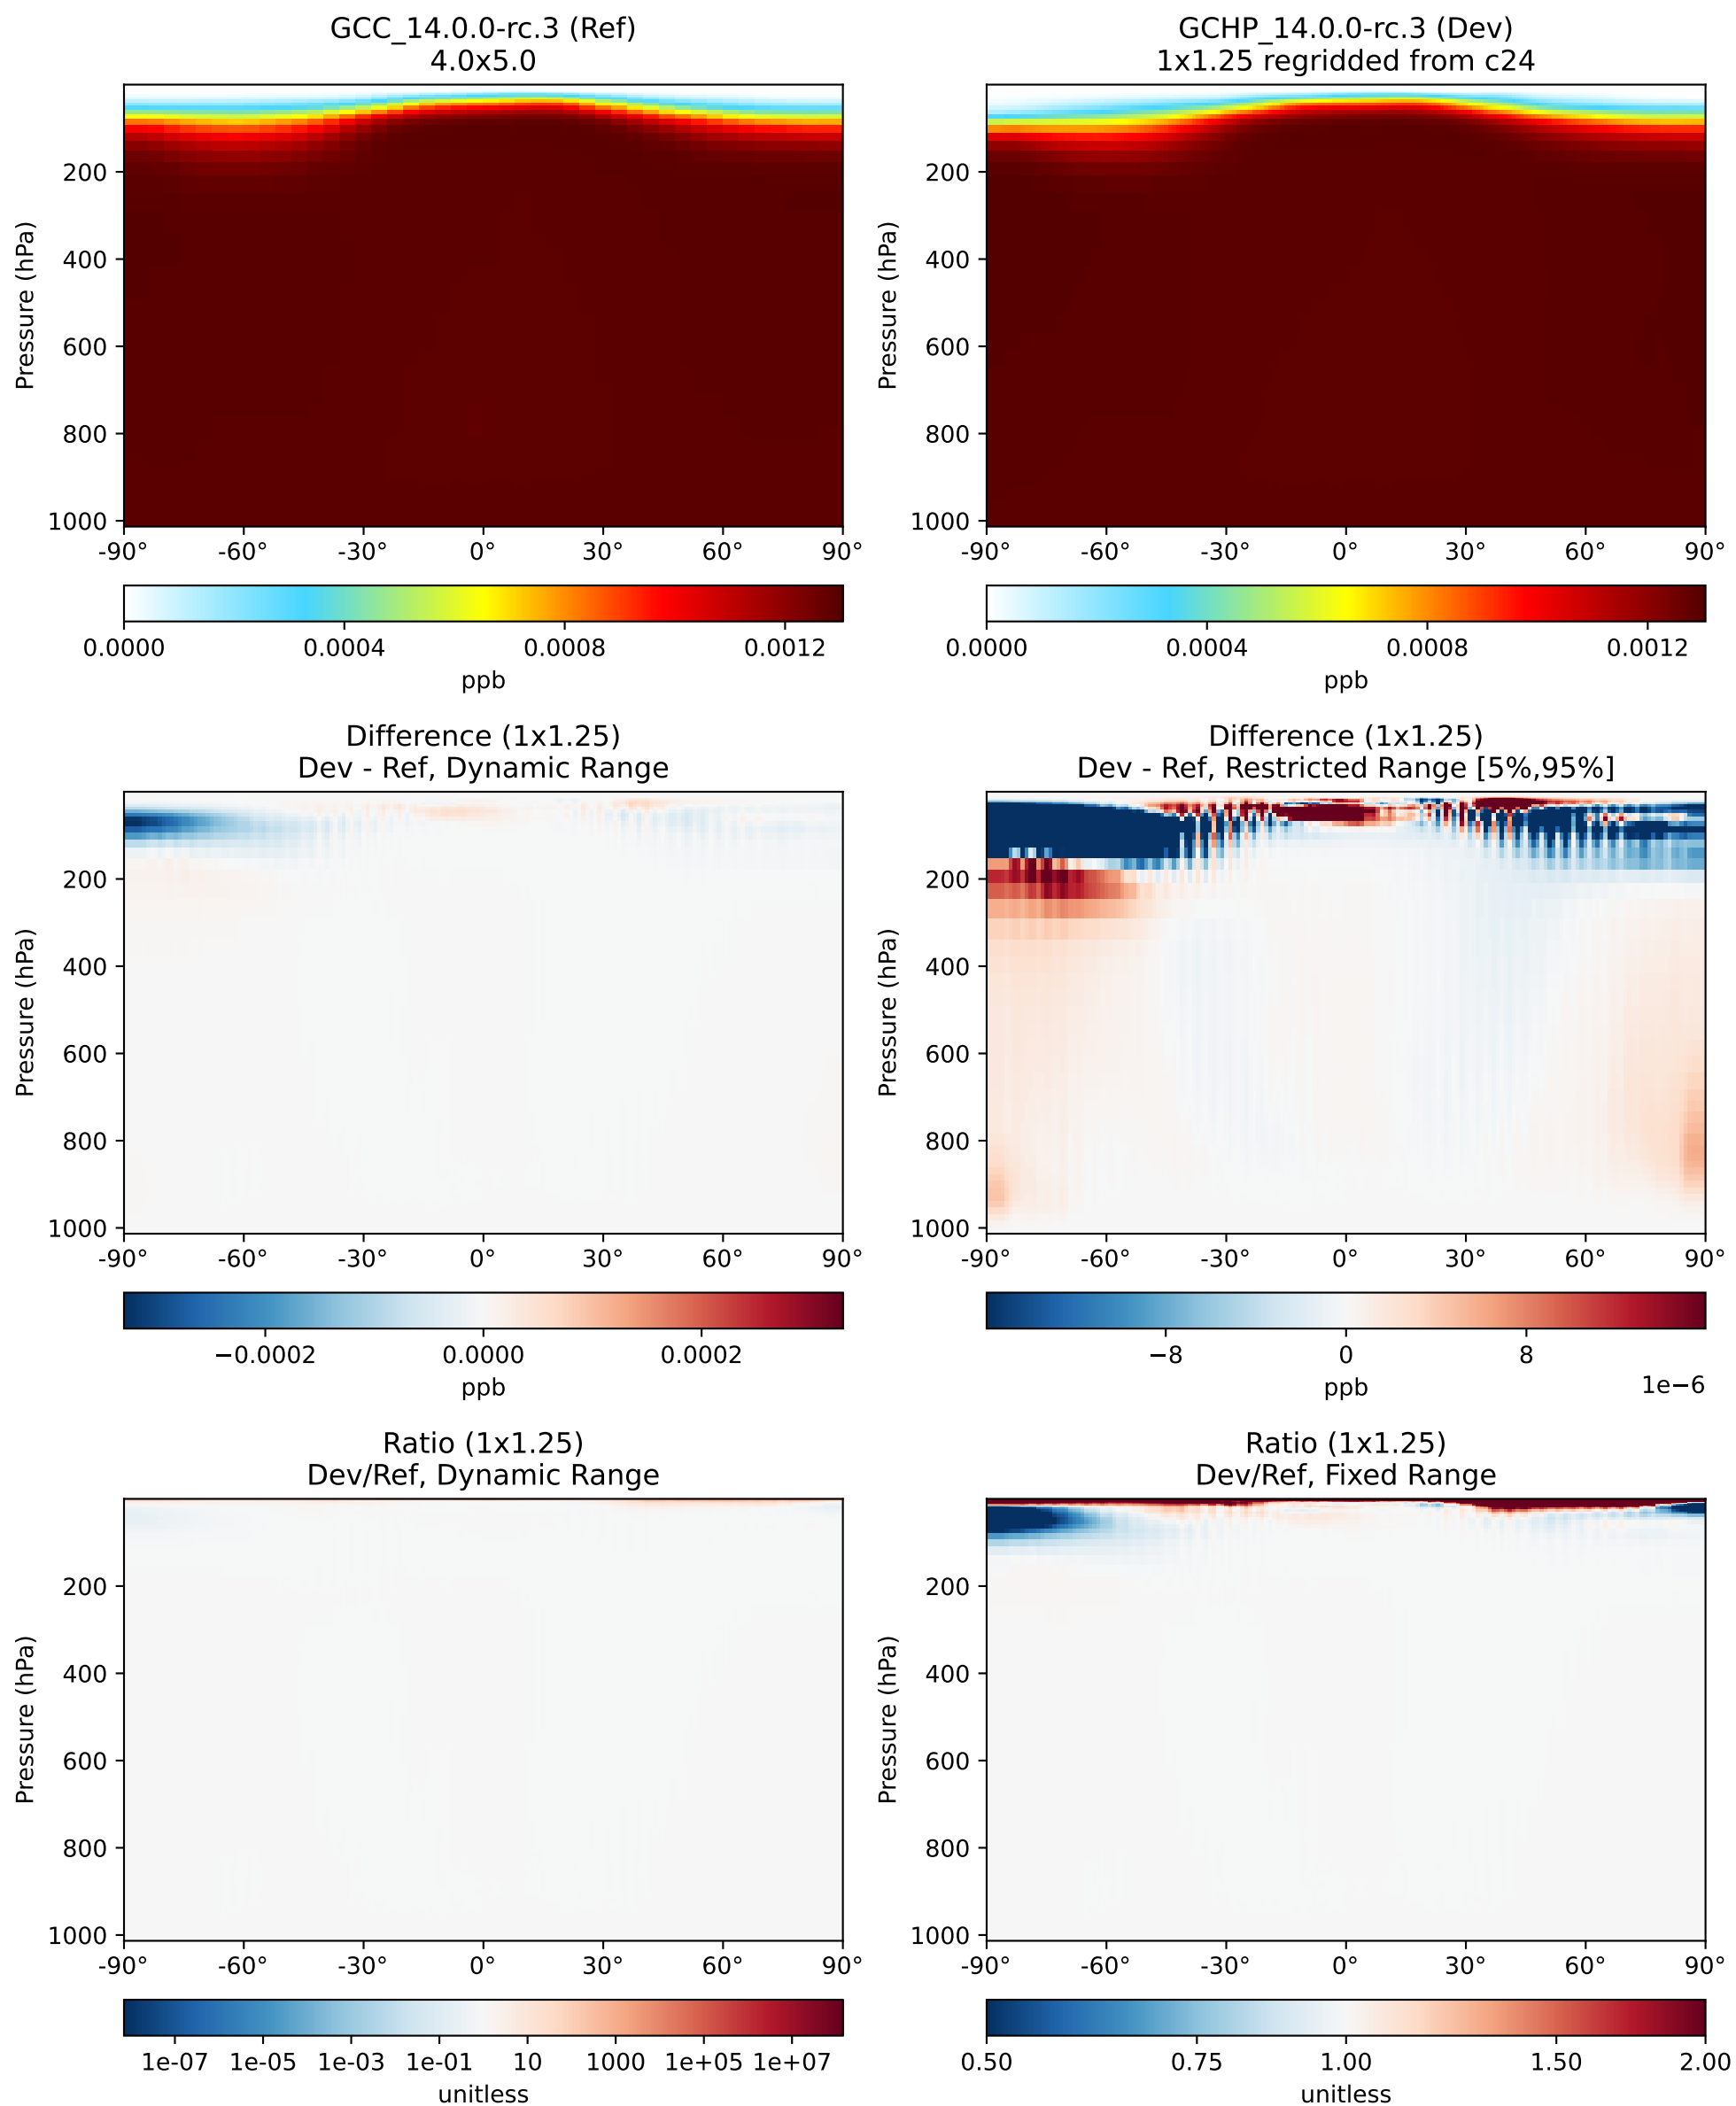 GCC_14.0.0-rc.3 (Ref)
4.0x5.0
Pressure (hPa)
200
400
600
800
1000
-90° -60° -30° 0° 30° 60° 90°
0.0000 0.0004 0.0008 0.0012
ppb
GCHP_14.0.0-rc.3 (Dev)
1x1.25 regridded from c24
Pressure (hPa)
200
400
600
800
1000
-90° -60° -30° 0° 30° 60° 90°
0.0000 0.0004 0.0008 0.0012
ppb
Difference (1x1.25)
Dev - Ref, Dynamic Range
Pressure (hPa)
200
400
600
800
1000
-90° -60° -30° 0° 30° 60° 90°
−0.0002 0.0000 0.0002
ppb
Difference (1x1.25)
Dev - Ref, Restricted Range [5%,95%]
Pressure (hPa)
200
400
600
800
1000
-90° -60° -30° 0° 30° 60° 90°
−8 0 8
1e−6
ppb
Ratio (1x1.25)
Dev/Ref, Dynamic Range
Pressure (hPa)
200
400
600
800
1000
-90° -60° -30° 0° 30° 60° 90°
1e-07 1e-05 1e-03 1e-01 10 1000 1e+05 1e+07
unitless
Ratio (1x1.25)
Dev/Ref, Fixed Range
Pressure (hPa)
200
400
600
800
1000
-90° -60° -30° 0° 30° 60° 90°
0.50 0.75 1.00 1.50 2.00
unitless